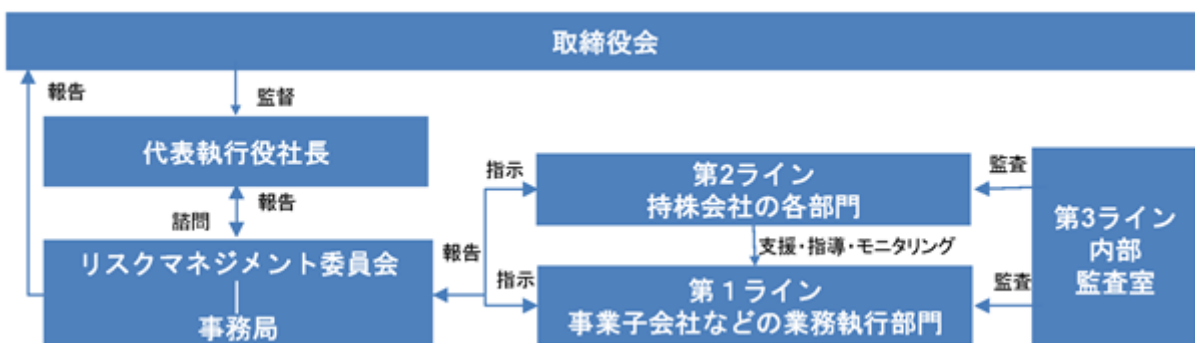 取締役会
報告
監督
代表執行役社長
報告
諮問
リスクマネジメント委員会
事務局
報告
指示
指示
第2ライン
持株会社の各部門
支援・指導・モニタリング
第１ライン
事業子会社などの業務執行部門
監査
監査
第3ライン
内部
監査室